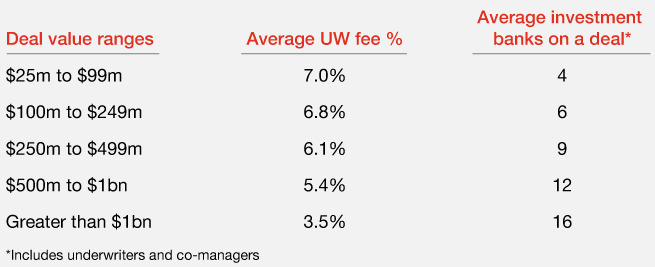 Average investment
Deal value ranges Average UW fee % banks on a deal*
$25m to $99m 7.0% 4
$100m to $249m 6.8% 6
$250m to $499m 6.1% 9
$500m to $1bn 5.4% 12
Greater than $1bn 3.5% 16
*Includes underwriters and co-managers